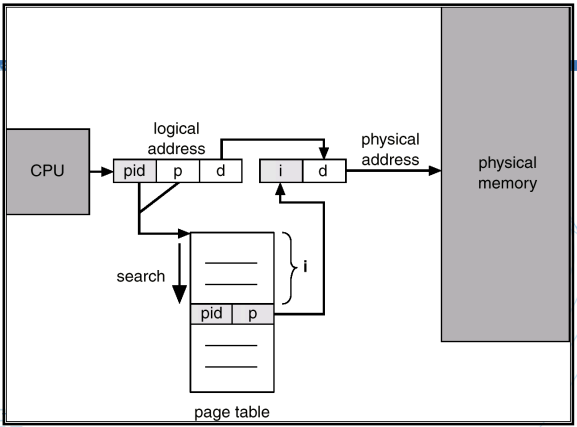 logical
address
physical
address
CPU
pid p d
i d
physical
memory
search
i
pid p
page table